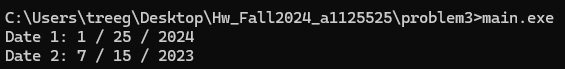 C:\Users\treeg\Desktop\Hw_Fall2024_a1125525\problem3>main.exe
Date 1: 1 / 25 / 2024
Date 2: 7 / 15 / 2023